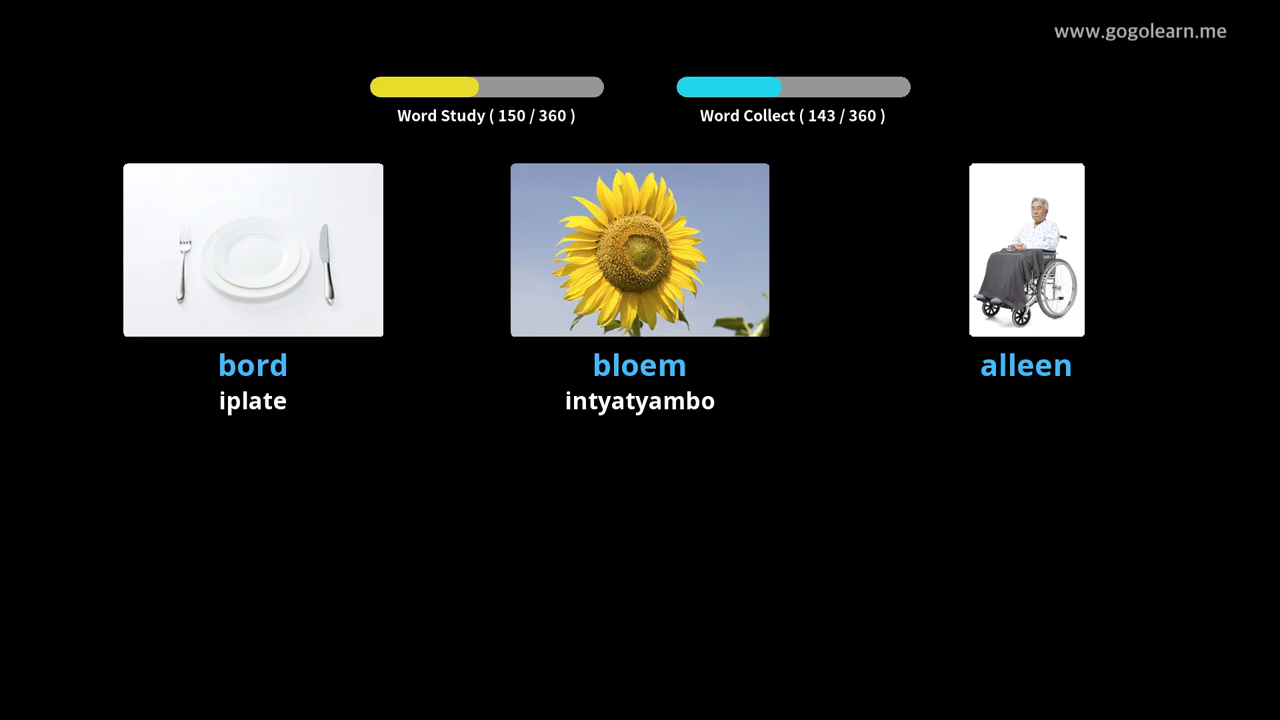 www.gogolearn.me
Word Study ( 150 / 360 )
Word Collect ( 143 / 360 )
bord
iplate
bloem
intyatyambo
alleen